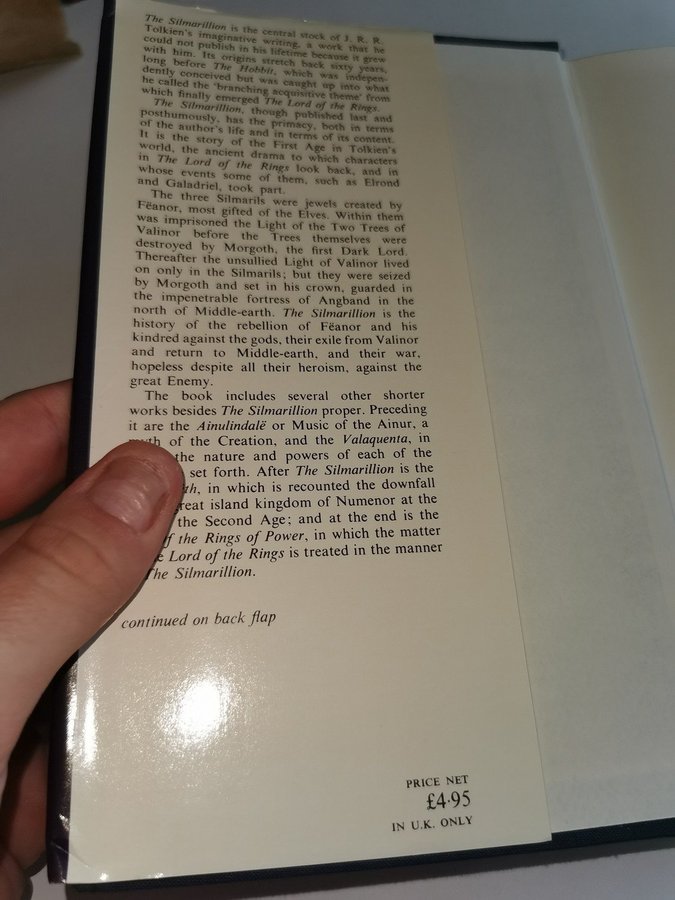 The Silmarillion is the central stock of J. R. R.
Tolkien's imaginative writing, a work that he
could not publish in his lifetime because it grew
with him. Its origins stretch back sixty years,
long before The Hobbit, which was indepen-
dently conceived but was caught up into what
he called the 'branching acquisitive theme' from
which finally emerged The Lord of the Rings.
The Silmarillion, though published last and
posthumously, has the primacy, both in terms
of the author's life and in terms of its content.
It is the story of the First Age in Tolkien's
world, the ancient drama to which characters
in The Lord of the Rings look back, and in
whose events some of them, such as Elrond
and Galadriel, took part.
The three Silmarils were jewels created by
Fëanor, most gifted of the Elves. Within them
was imprisoned the Light of the Two Trees of
Valinor before the Trees themselves were
destroyed by Morgoth, the first Dark Lord.
Thereafter the unsullied Light of Valinor lived
on only in the Silmarils; but they were seized
by Morgoth and set in his crown, guarded in
the impenetrable fortress of Angband in the
north of Middle-earth. The Silmarillion is the
history of the rebellion of Fëanor and his
kindred against the gods, their exile from Valinor
and return to Middle-earth, and their war,
hopeless despite all their heroism, against the
great Enemy.
The book includes several other shorter
works besides The Silmarillion proper. Preceding
it are the Ainulindalë or Music of the Ainur, a
myth of the Creation, and the Valaquenta, in
the nature and powers of each of the
set forth. After The Silmarillion is the
in which is recounted the downfall
great island kingdom of Numenor at the
the Second Age; and at the end is the
of the Rings of Power, in which the matter
Lord of the Rings is treated in the manner
The Silmarillion.
continued on back flap
PRICE NET
£4·95
IN U.K. ONLY